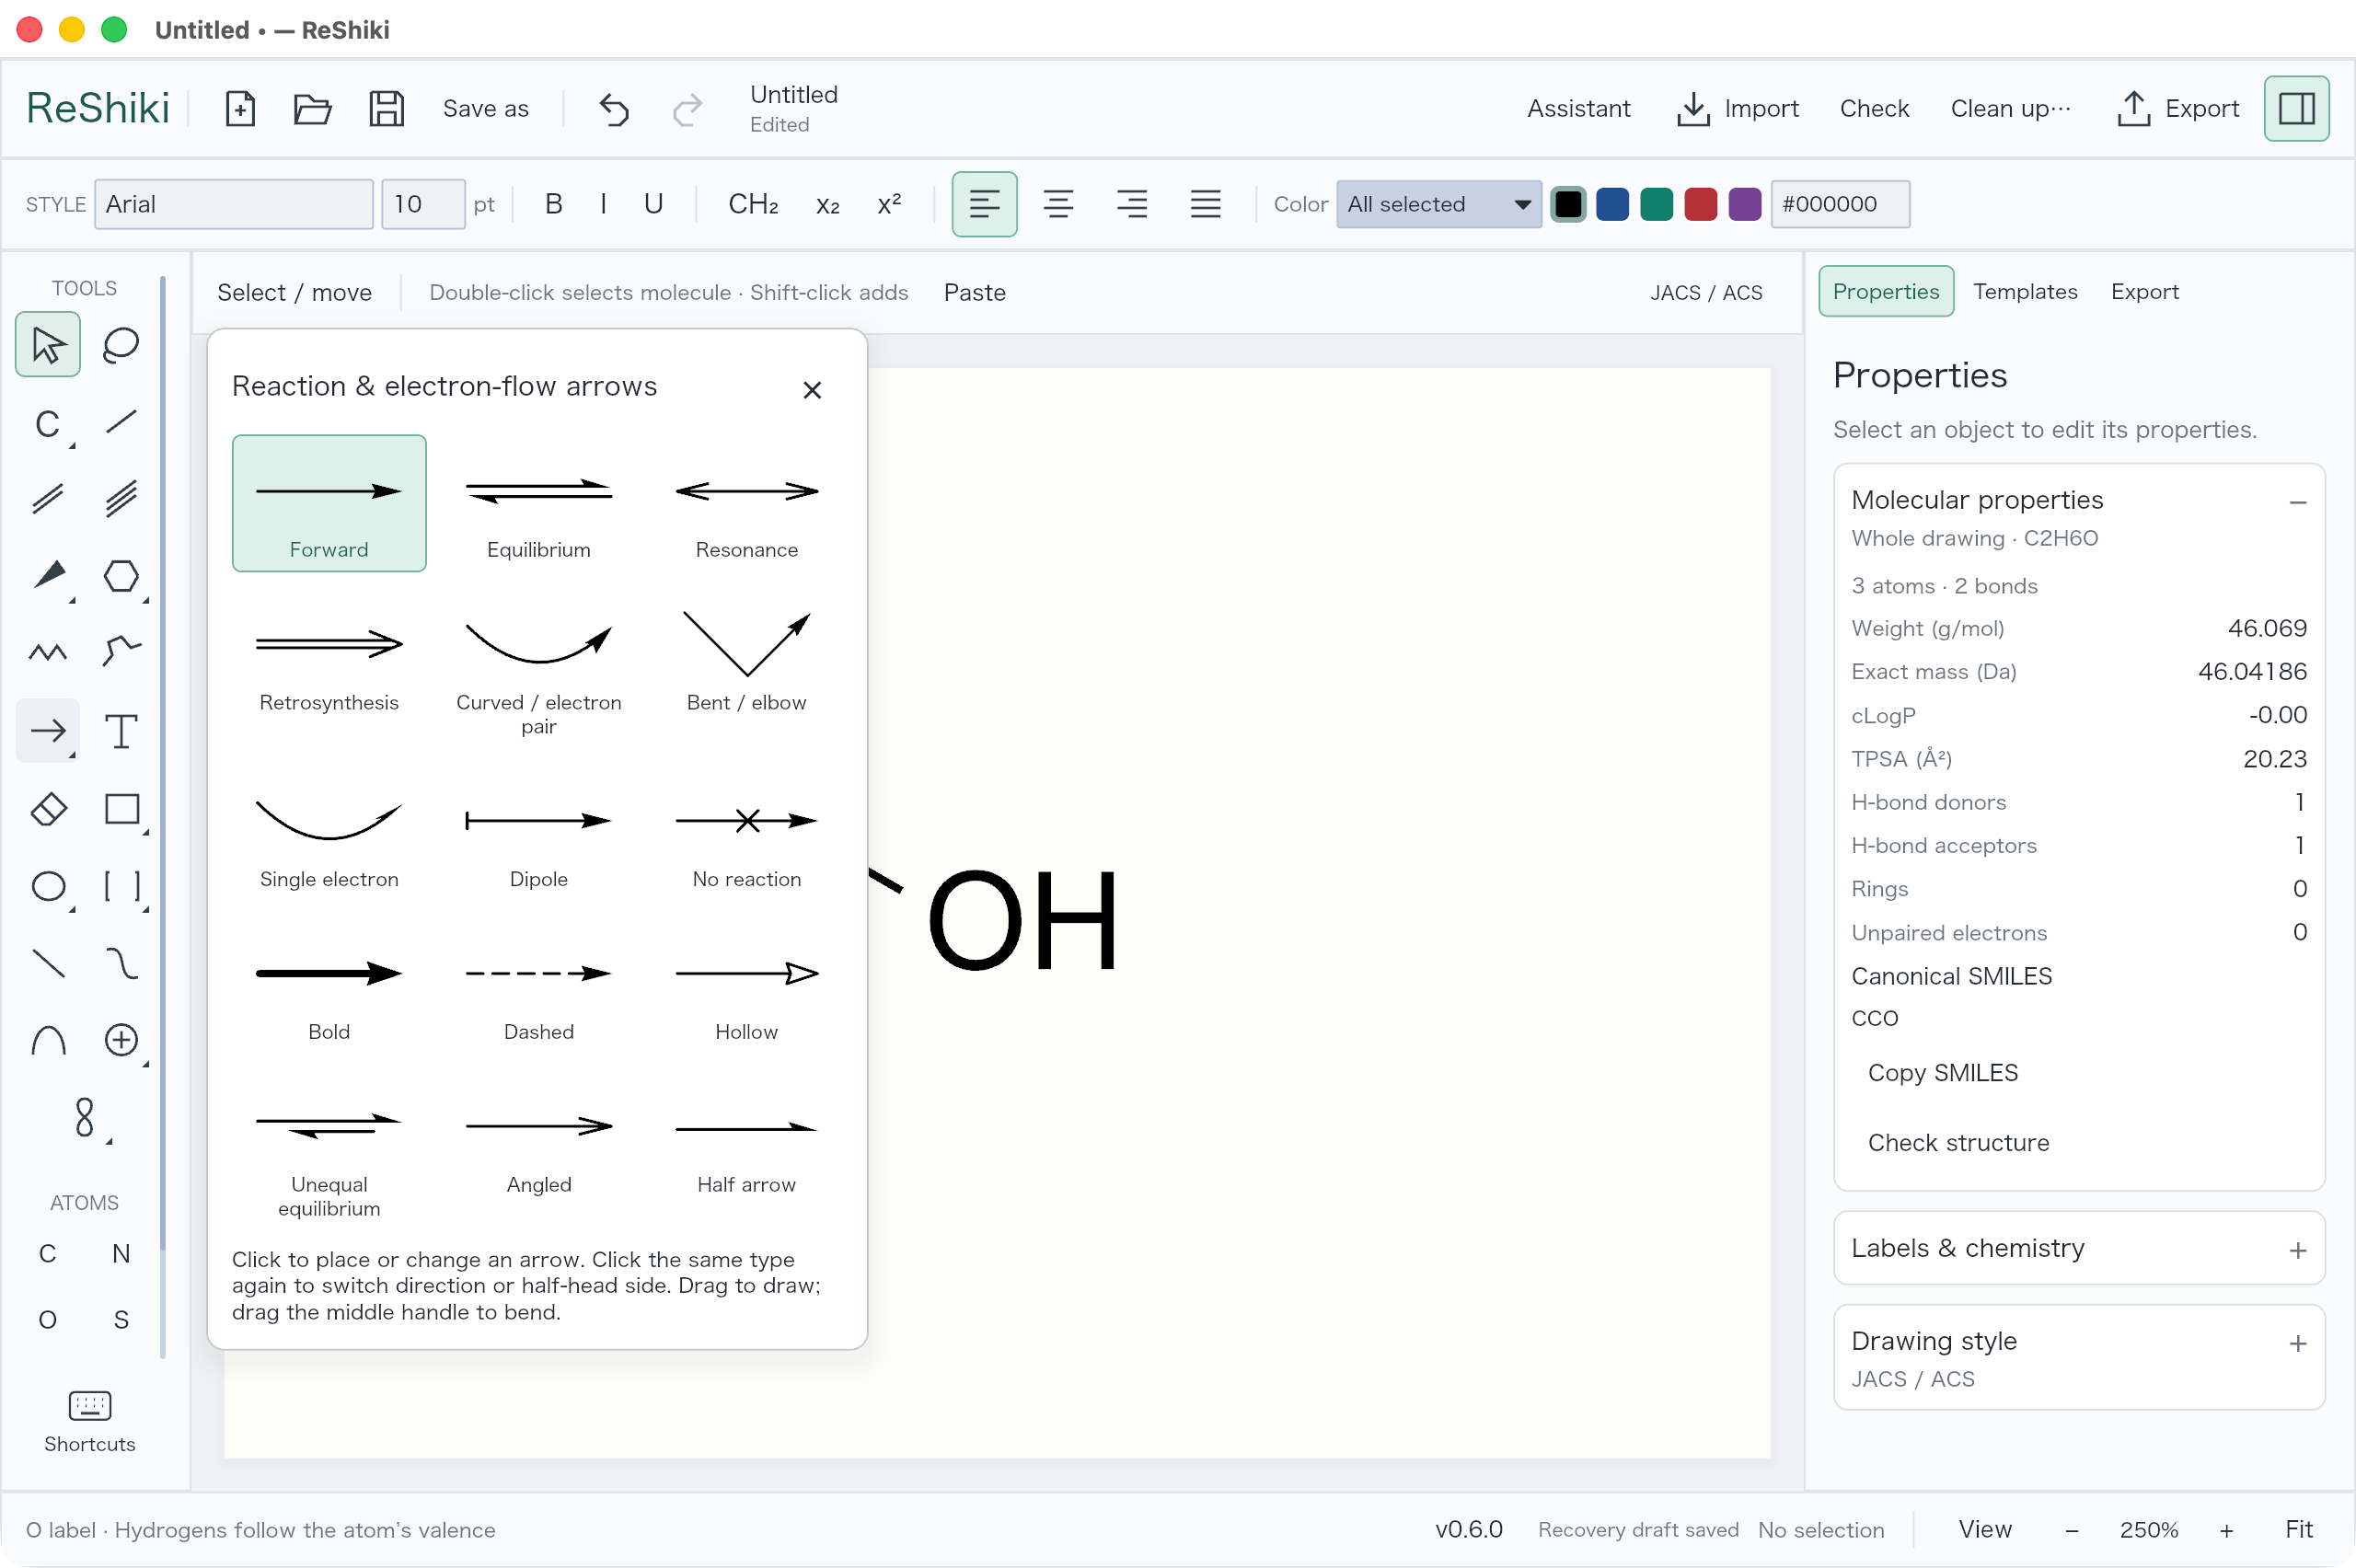 Untitled • — ReShiki
ReShiki
Save as
Untitled
Edited
Assistant
Import
Check
Clean up···
Export
STYLE
Arial
10
pt
B
I
U
CH₂
x₂
x²
Color
All selected
#000000
TOOLS
C
T
ATOMS
C
N
O
S
Shortcuts
Select / move
Double-click selects molecule · Shift-click adds
Paste
JACS / ACS
Reaction & electron-flow arrows
Forward
Equilibrium
Resonance
Retrosynthesis
Curved / electron
pair
Bent / elbow
Single electron
Dipole
No reaction
Bold
Dashed
Hollow
Unequal
equilibrium
Angled
Half arrow
Click to place or change an arrow. Click the same type
again to switch direction or half-head side. Drag to draw;
drag the middle handle to bend.
OH
Properties
Templates
Export
Properties
Select an object to edit its properties.
Molecular properties
Whole drawing · C2H6O
3 atoms · 2 bonds
Weight (g/mol) 46.069
Exact mass (Da) 46.04186
cLogP -0.00
TPSA (Å²) 20.23
H-bond donors 1
H-bond acceptors 1
Rings 0
Unpaired electrons 0
Canonical SMILES
CCO
Copy SMILES
Check structure
Labels & chemistry
Drawing style
JACS / ACS
O label · Hydrogens follow the atom's valence
v0.6.0
Recovery draft saved
No selection
View
− 250% +
Fit